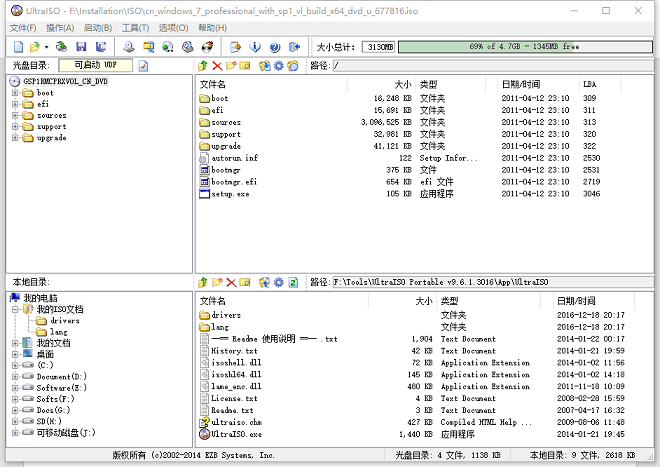 UltraISO - F:\Installation\ISO\cn_windows_7_professional_with_sp1_vl_build_x64_dvd_u_677816.iso
文件(F) 操作(A) 启动(B) 工具(T) 选项(O) 帮助(H)
大小总计: 3130MB 69% of 4.7GB - 1345MB free
光盘目录: 可启动 UDF 路径: /
GSP1RMCPRXVOL_CN_DVD
boot
efi
sources
support
upgrade
文件名 大小 类型 日期/时间 LBA
boot 16,248 KB 文件夹 2011-04-12 23:10 309
efi 15,691 KB 文件夹 2011-04-12 23:10 311
sources 3,096,525 KB 文件夹 2011-04-12 23:10 313
support 32,981 KB 文件夹 2011-04-12 23:10 320
upgrade 41,121 KB 文件夹 2011-04-12 23:10 322
autorun.inf 122 Setup Infor... 2011-04-12 23:10 2530
bootmgr 375 KB 文件 2011-04-12 23:10 2531
bootmgr.efi 654 KB efi 文件 2011-04-12 23:10 2719
setup.exe 105 KB 应用程序 2011-04-12 23:10 3046
本地目录: 路径: F:\Tools\UltraISO Portable v9.6.1.3016\App\UltraISO
我的电脑
我的ISO文档
drivers
lang
我的文档
桌面
(C:)
Document(D:)
Software(E:)
Softs(F:)
Docs(G:)
SD(H:)
可移动磁盘(J:)
文件名 大小 类型 日期/时间
drivers 文件夹 2016-12-18 20:17
lang 文件夹 2016-12-18 20:17
—== Readme 使用说明 ==— .txt 1,904 Text Document 2014-01-22 00:17
History.txt 42 KB Text Document 2014-01-21 19:59
isoshell.dll 72 KB Application Extension 2014-01-02 11:56
isoshl64.dll 145 KB Application Extension 2014-01-02 14:18
lame_enc.dll 480 KB Application Extension 2011-11-18 10:09
License.txt 4 KB Text Document 2008-02-28 15:59
Readme.txt 3 KB Text Document 2007-04-17 16:32
ultraiso.chm 427 KB Compiled HTML Help ... 2009-08-06 11:48
UltraISO.exe 1,440 KB 应用程序 2014-01-21 19:45
版权所有 (c)2002-2014 EZB Systems, Inc. 光盘目录: 4 文件, 1138 KB 本地目录: 9 文件, 2618 KB